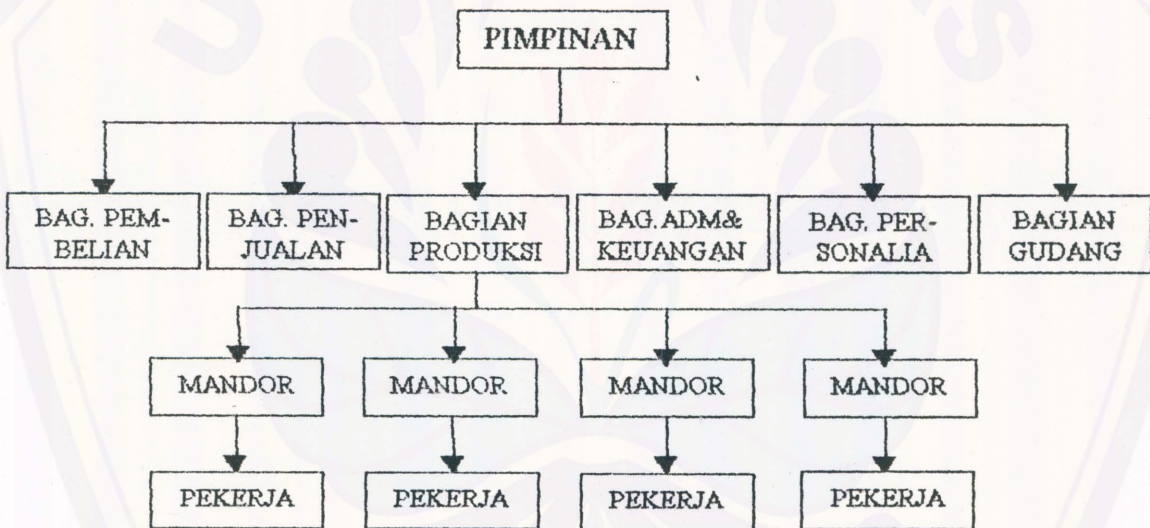 PIMPINAN
BAG. PEM-
BELIAN
BAG. PEN-
JUALAN
BAGIAN
PRODUKSI
BAG.ADM&
KEUANGAN
BAG. PER-
SONALIA
BAGIAN
GUDANG
MANDOR
MANDOR
MANDOR
MANDOR
PEKERJA
PEKERJA
PEKERJA
PEKERJA